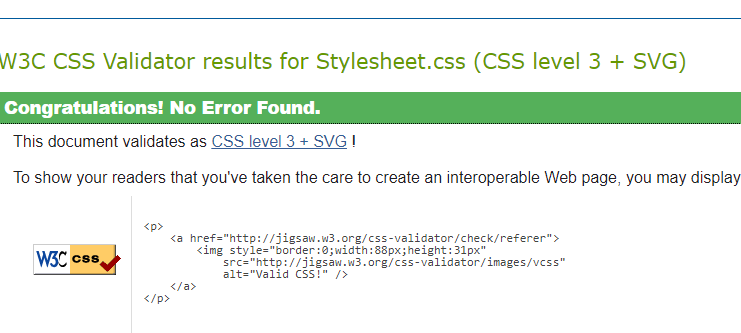 W3C CSS Validator results for Stylesheet.css (CSS level 3 + SVG)
Congratulations! No Error Found.
This document validates as CSS level 3 + SVG !
To show your readers that you've taken the care to create an interoperable Web page, you may display
W3C css
<p>
<a href="http://jigsaw.w3.org/css-validator/check/referer">
<img style="border:0;width:88px;height:31px"
src="http://jigsaw.w3.org/css-validator/images/vcss"
alt="Valid CSS!" />
</a>
</p>